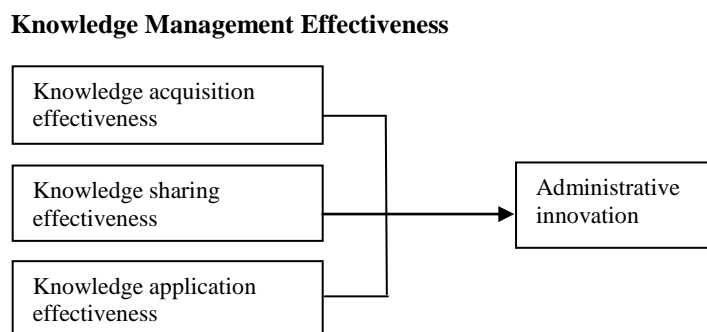 Knowledge Management Effectiveness
Knowledge acquisition
effectiveness
Knowledge sharing
effectiveness
Administrative
innovation
Knowledge application
effectiveness